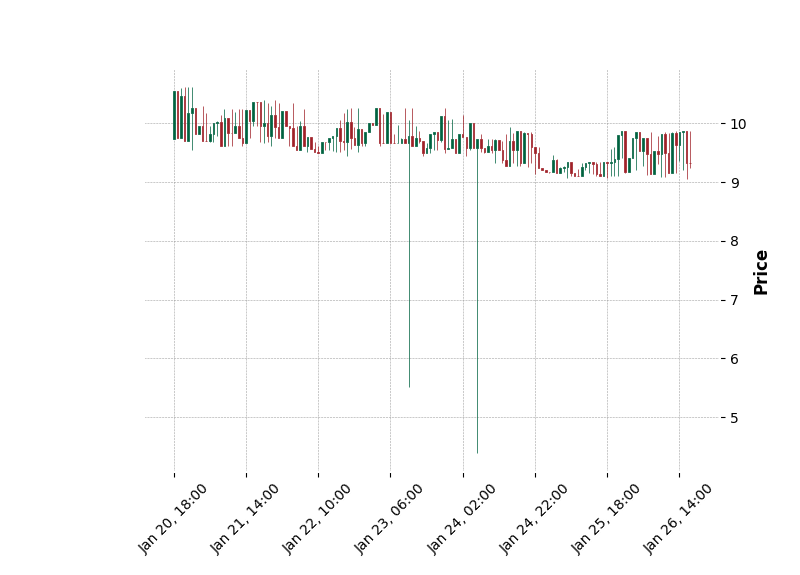 10
9
8
7
6
5
Price
Jan 20, 18:00
Jan 21, 14:00
Jan 22, 10:00
Jan 23, 06:00
Jan 24, 02:00
Jan 24, 22:00
Jan 25, 18:00
Jan 26, 14:00